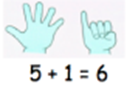 5 + 1 = 6